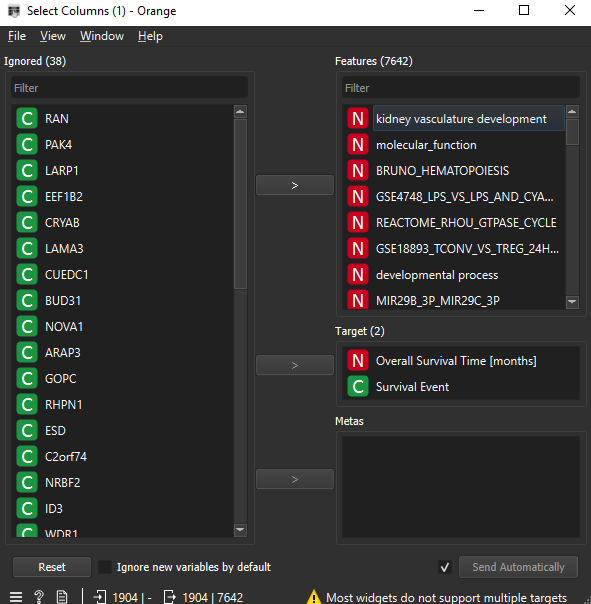 Select Columns (1) - Orange
File View Window Help
Ignored (38)
Filter
C RAN
C PAK4
C LARP1
C EEF1B2
C CRYAB
C LAMA3
C CUEDC1
C BUD31
C NOVA1
C ARAP3
C GOPC
C RHPN1
C ESD
C C2orf74
C NRBF2
C ID3
C WDR1
>
>
>
Features (7642)
Filter
N kidney vasculature development
N molecular_function
N BRUNO_HEMATOPOIESIS
N GSE4748_LPS_VS_LPS_AND_CYA...
N REACTOME_RHOU_GTPASE_CYCLE
N GSE18893_TCONV_VS_TREG_24H...
N developmental process
N MIR29B_3P_MIR29C_3P
Target (2)
N Overall Survival Time [months]
C Survival Event
Metas
Reset
Ignore new variables by default
Send Automatically
? 1904 | - 1904 | 7642
Most widgets do not support multiple targets